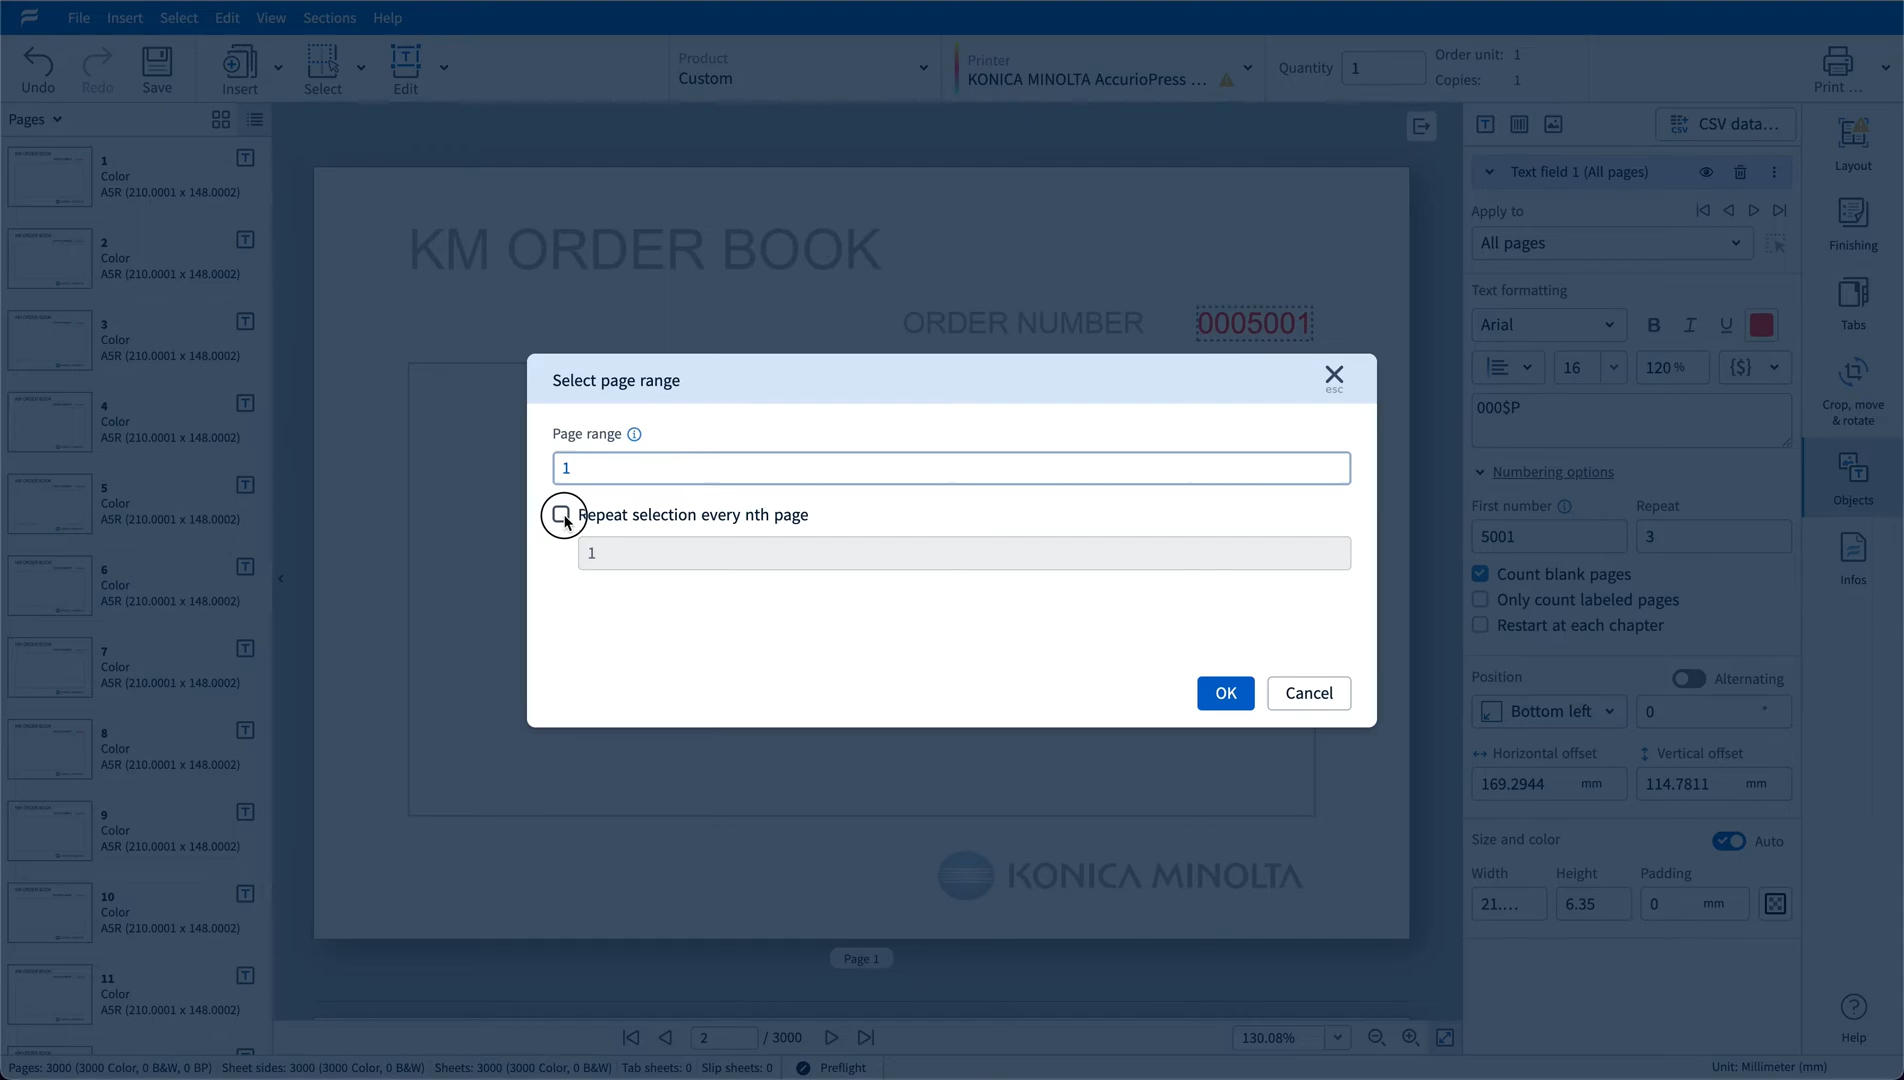 File Insert Select Edit View Sections Help
Undo Redo Save Insert Select Edit
Product
Custom
Printer
KONICA MINOLTA AccurioPress ...
Quantity 1
Order unit: 1
Copies: 1
Print ...
Pages
1
Color
A5R (210.0001 x 148.0002)
2
Color
A5R (210.0001 x 148.0002)
3
Color
A5R (210.0001 x 148.0002)
4
Color
A5R (210.0001 x 148.0002)
5
Color
A5R (210.0001 x 148.0002)
6
Color
A5R (210.0001 x 148.0002)
7
Color
A5R (210.0001 x 148.0002)
8
Color
A5R (210.0001 x 148.0002)
9
Color
A5R (210.0001 x 148.0002)
10
Color
A5R (210.0001 x 148.0002)
11
Color
A5R (210.0001 x 148.0002)
KM ORDER BOOK
ORDER NUMBER 0005001
Select page range
esc
Page range
1
Repeat selection every nth page
1
OK Cancel
KONICA MINOLTA
Page 1
2 / 3000
130.08%
CSV CSV data...
Text field 1 (All pages)
Apply to
All pages
Text formatting
Arial B I U
16 120 % {$}
000$P
Numbering options
First number Repeat
5001 3
Count blank pages
Only count labeled pages
Restart at each chapter
Position Alternating
Bottom left 0 °
Horizontal offset Vertical offset
169.2944 mm 114.7811 mm
Size and color Auto
Width Height Padding
21.... 6.35 0 mm
Layout
Finishing
Tabs
Crop, move
& rotate
Objects
Infos
Help
Pages: 3000 (3000 Color, 0 B&W, 0 BP) Sheet sides: 3000 (3000 Color, 0 B&W) Sheets: 3000 (3000 Color, 0 B&W) Tab sheets: 0 Slip sheets: 0 Preflight Unit: Millimeter (mm)